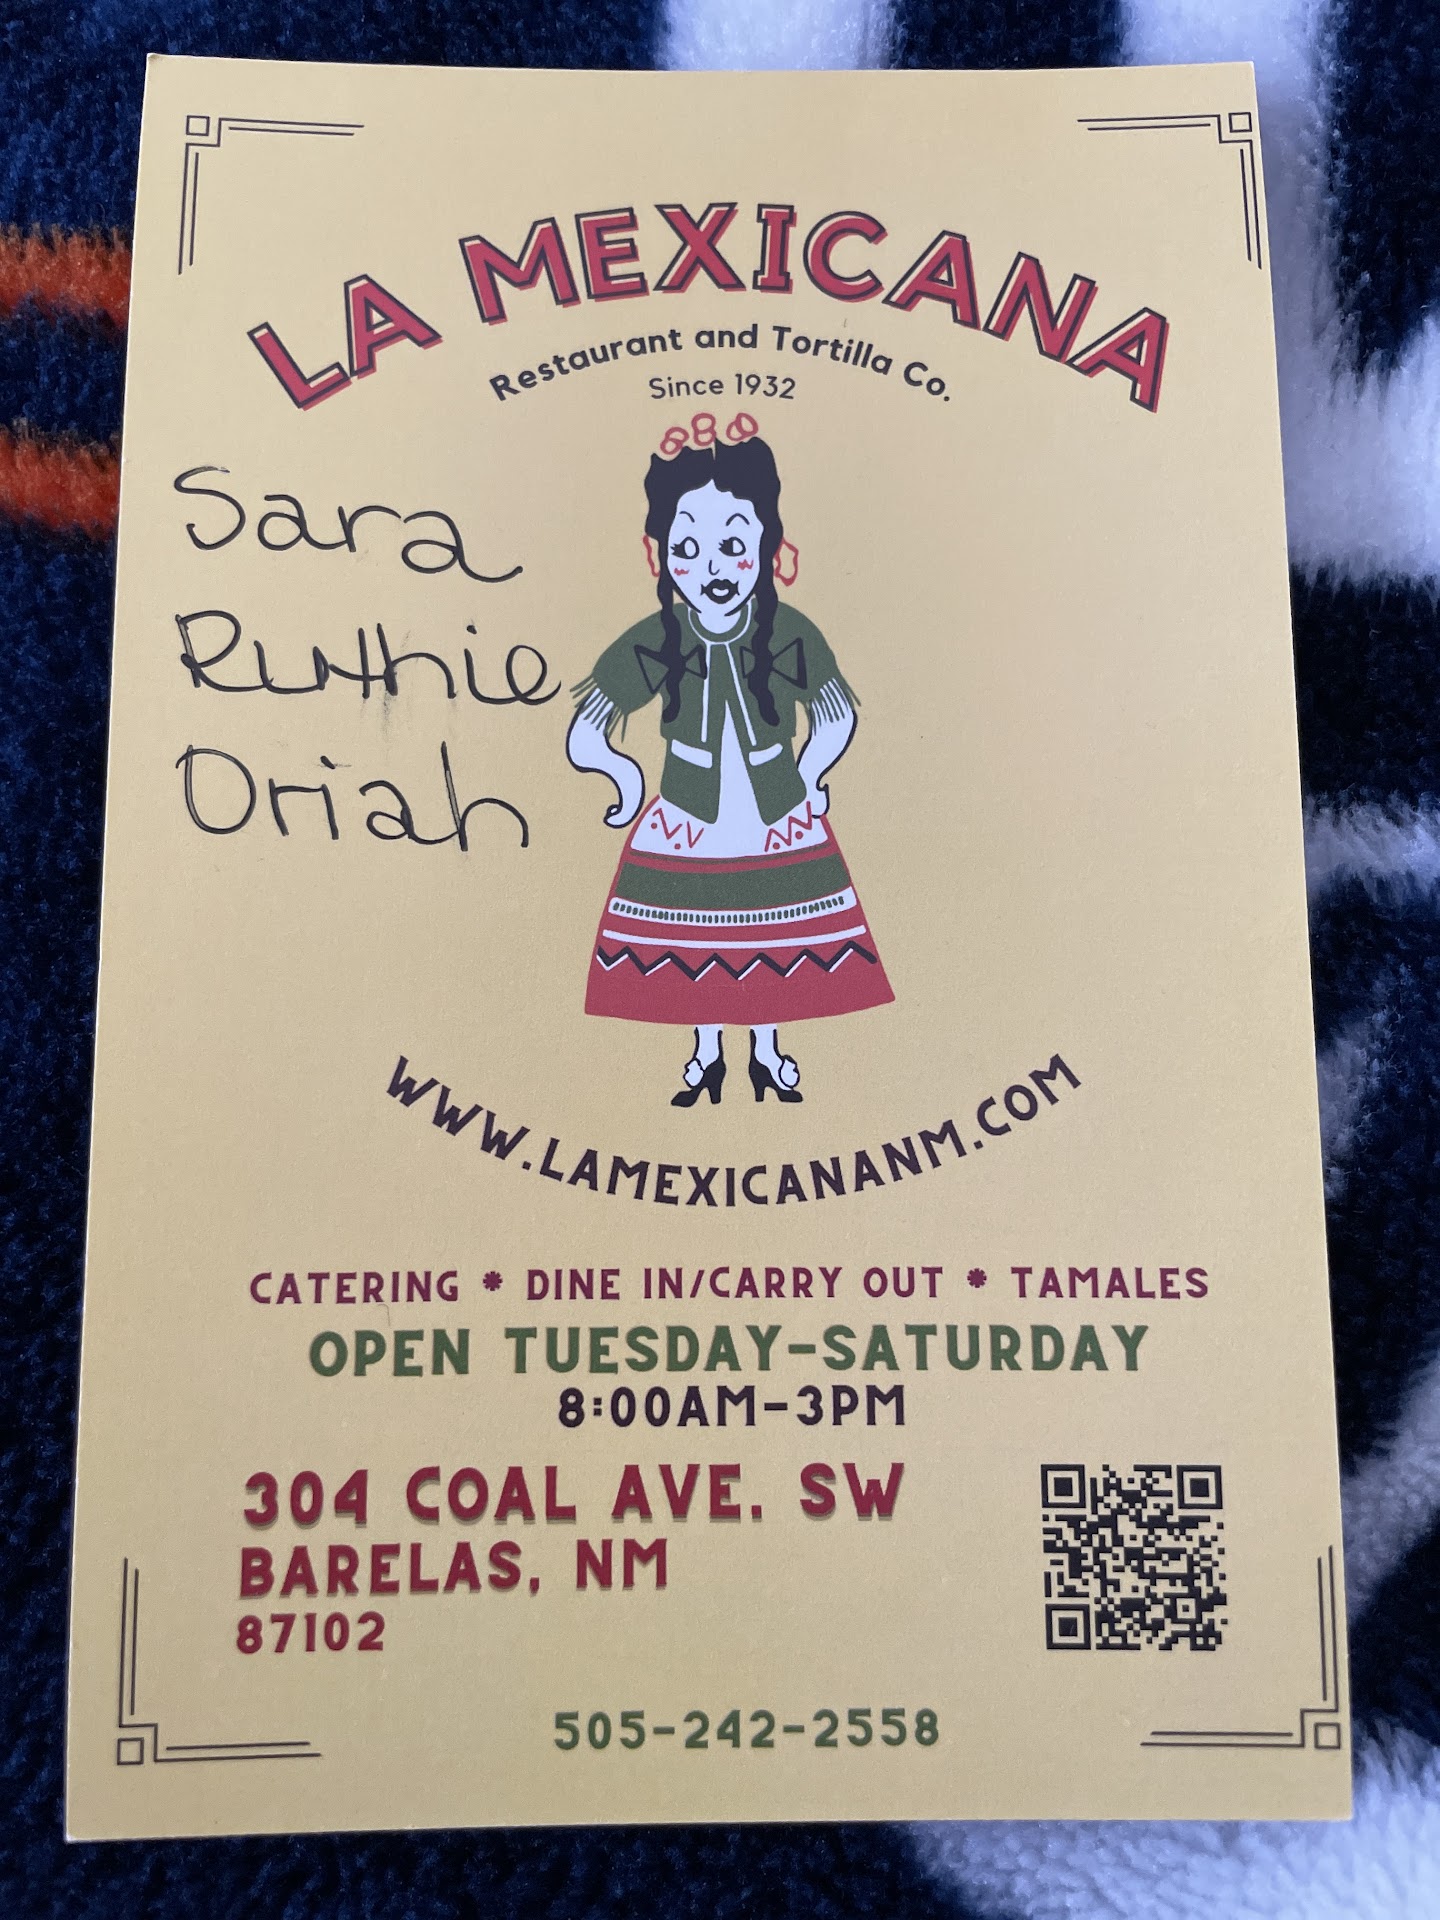 LA MEXICANA
Restaurant and Tortilla Co.
Since 1932
Sara
Ruthie
Oriah
WWW.LAMEXICANANM.COM
CATERING * DINE IN/CARRY OUT * TAMALES
OPEN TUESDAY-SATURDAY
8:00AM-3PM
304 COAL AVE. SW
BARELAS, NM
87102
505-242-2558